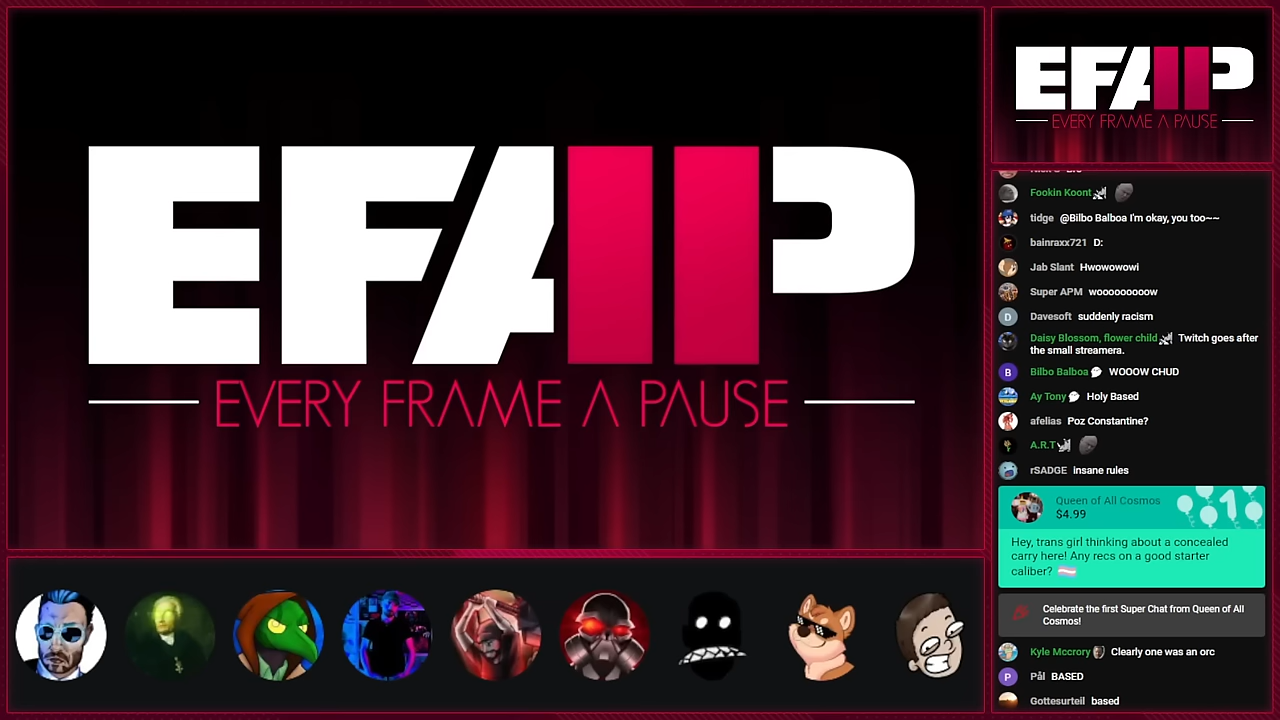 EFAP
EVERY FRAME A PAUSE
EFAP
EVERY FRAME A PAUSE
Fookin Koont
tidge @Bilbo Balboa I'm okay, you too~~
bainraxx721 D:
Jab Slant Hwowowowi
Super APM wooooooooow
D Davesoft suddenly racism
Daisy Blossom, flower child Twitch goes after
the small streamera.
B Bilbo Balboa WOOOW CHUD
Ay Tony Holy Based
afelias Poz Constantine?
A.R.T
rSADGE insane rules
Queen of All Cosmos
$4.99
1
Hey, trans girl thinking about a concealed
carry here! Any recs on a good starter
caliber?
Celebrate the first Super Chat from Queen of All
Cosmos!
Kyle Mccrory Clearly one was an orc
P Pål BASED
Gottesurteil based